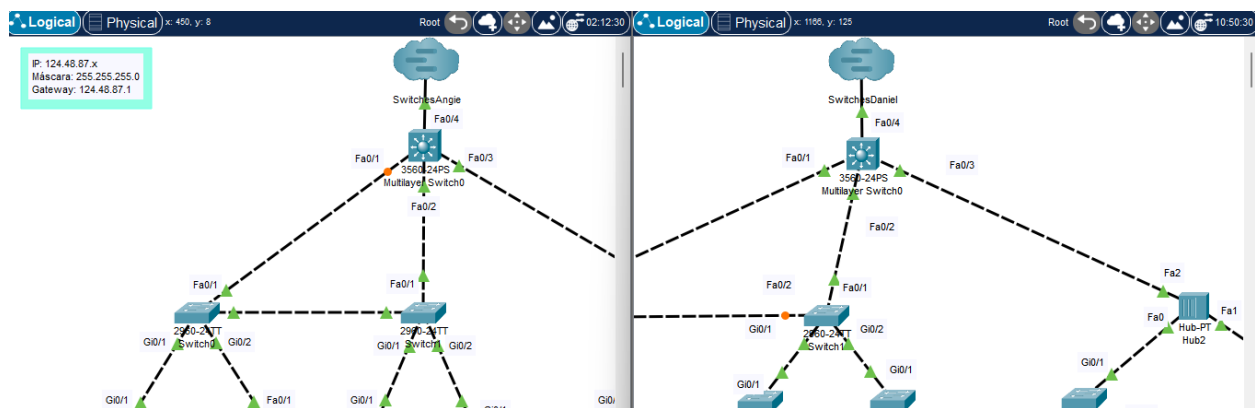 Logical
Physical
x: 450, y: 8
Root
02:12:30
IP: 124.48.87.x
Máscara: 255.255.255.0
Gateway: 124.48.87.1
SwitchesAngie
Fa0/4
Fa0/1
Fa0/3
3560-24PS
Multilayer Switch0
Fa0/2
Fa0/1
Fa0/1
2960-24TT
Switch0
2960-24TT
Switch1
Gi0/1
Gi0/2
Gi0/1
Gi0/2
Gi0/1
Fa0/1
Gi0/1
Gi0/1
Logical
Physical
x: 1166, y: 125
Root
10:50:30
SwitchesDaniel
Fa0/4
Fa0/1
Fa0/3
3560-24PS
Multilayer Switch0
Fa0/2
Fa0/2
Fa0/1
Fa2
Gi0/1
Gi0/2
2960-24TT
Switch1
Fa0
Fa1
Hub-PT
Hub2
Gi0/1
Gi0/1
Gi0/1